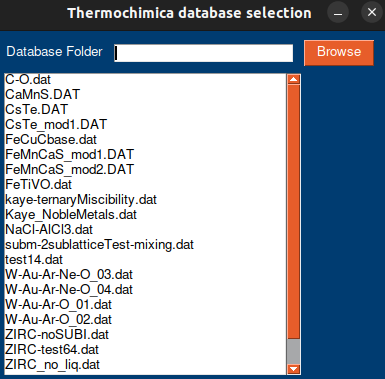 Thermochimica database selection
Database Folder
Browse
C-O.dat
CaMnS.DAT
CsTe.DAT
CsTe_mod1.DAT
FeCuCbase.dat
FeMnCaS_mod1.DAT
FeMnCaS_mod2.DAT
FeTiVO.dat
kaye-ternaryMiscibility.dat
Kaye_NobleMetals.dat
NaCl-AlCl3.dat
subm-2sublatticeTest-mixing.dat
test14.dat
W-Au-Ar-Ne-O_03.dat
W-Au-Ar-Ne-O_04.dat
W-Au-Ar-O_01.dat
W-Au-Ar-O_02.dat
ZIRC-noSUBI.dat
ZIRC-test64.dat
ZIRC_no_liq.dat